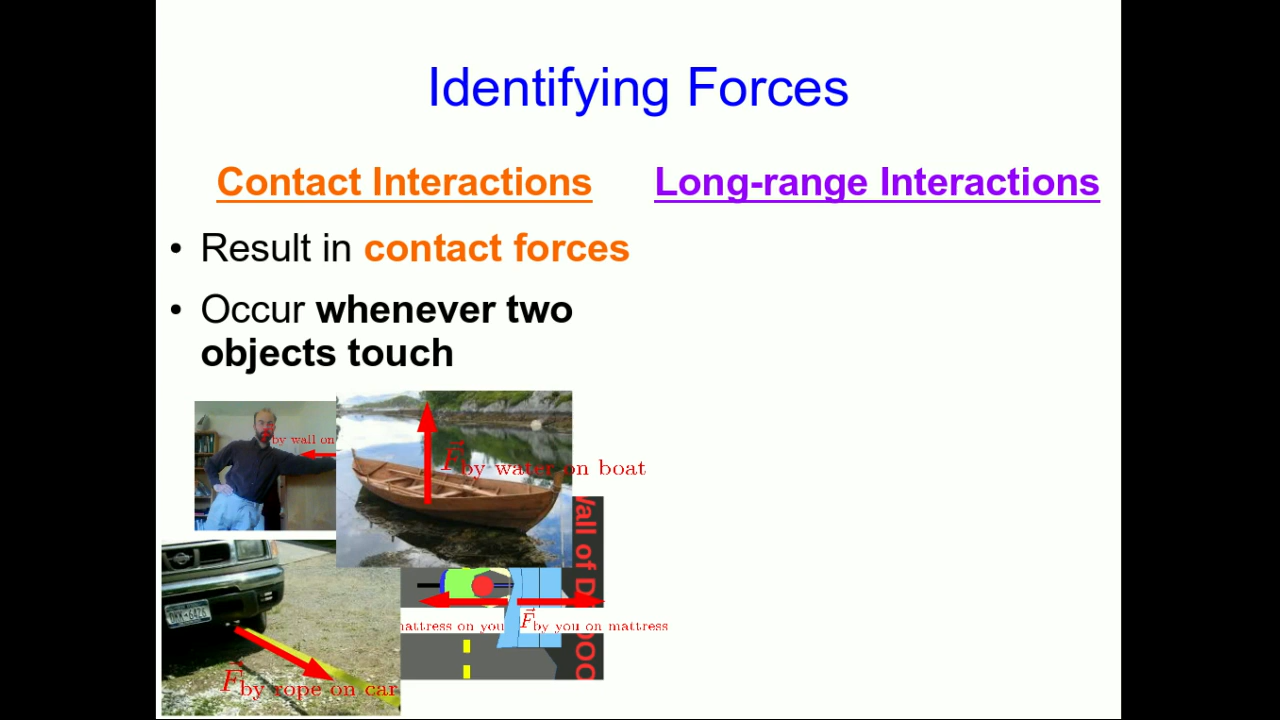 Identifying Forces
Contact Interactions
Long-range Interactions
• Result in contact forces
• Occur whenever two
objects touch
by wall on
F⃗by water on boat
F⃗by rope on car
on you
F⃗by you on mattress
of